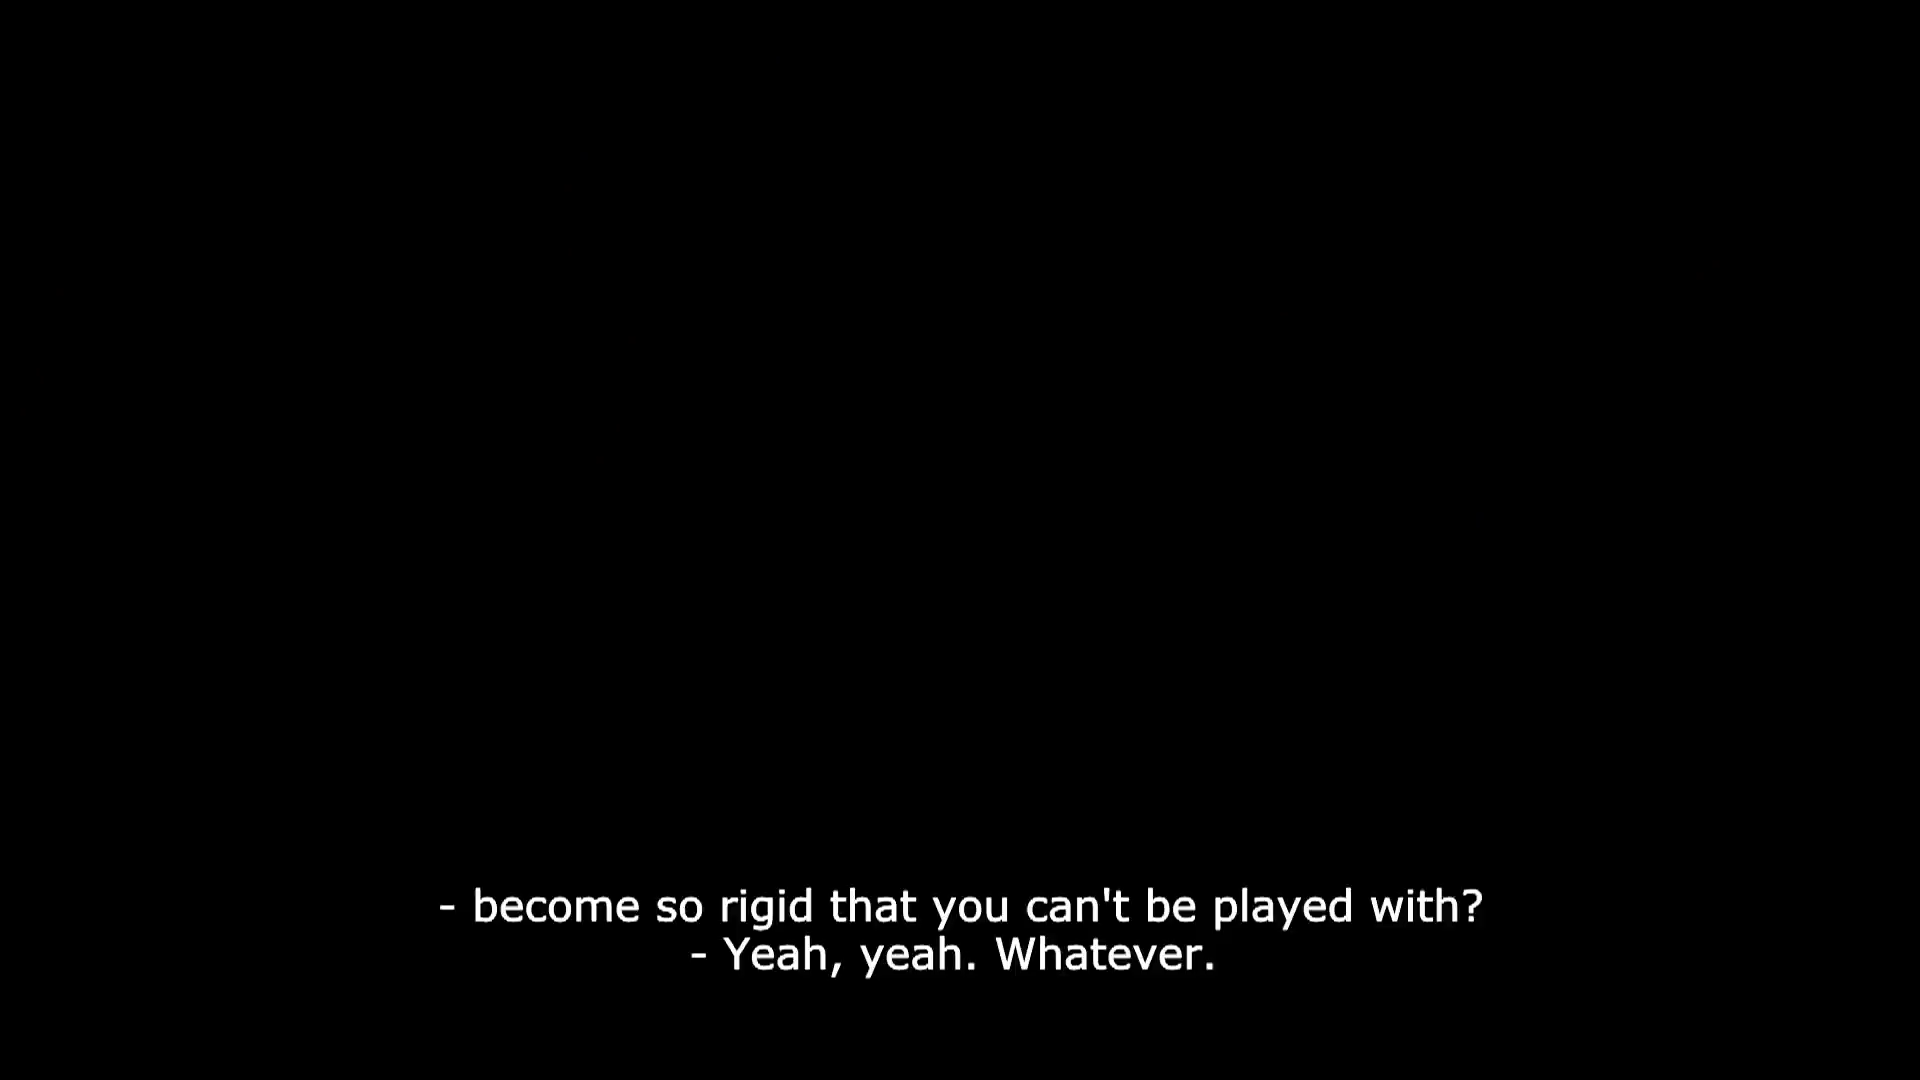 - become so rigid that you can't be played with?
- Yeah, yeah. Whatever.